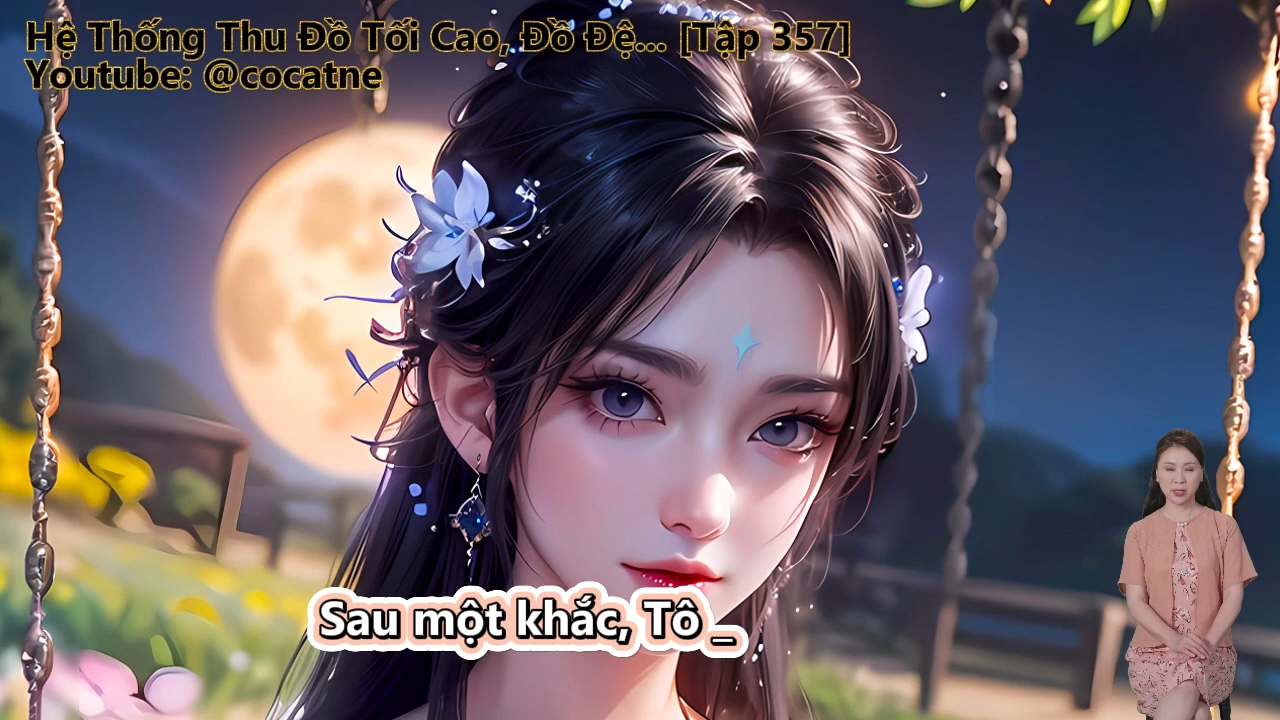 Hệ Thống Thu Đồ Tối Cao, Đồ Đệ... [Tập 357]
Youtube: @cocatne
Sau một khắc, Tô _